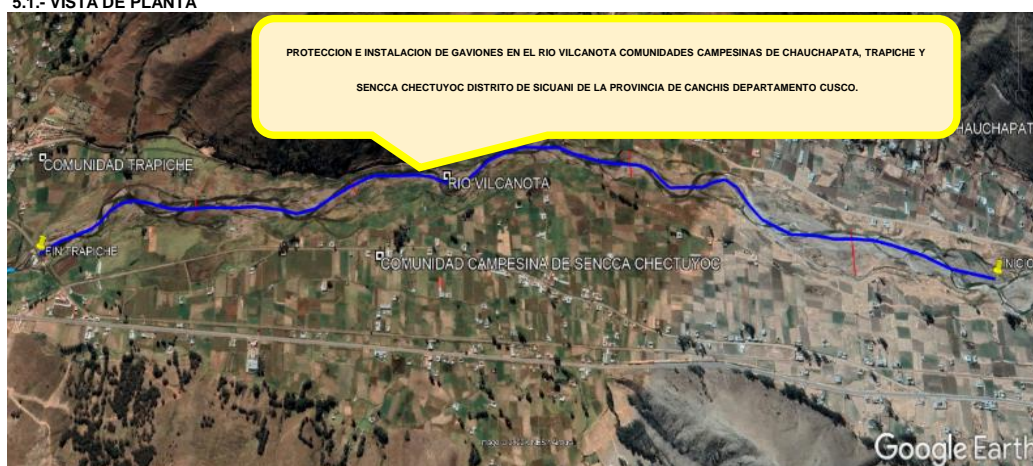 5.1.- VISTA DE PLANTA
PROTECCION E INSTALACION DE GAVIONES EN EL RIO VILCANOTA COMUNIDADES CAMPESINAS DE CHAUCHAPATA, TRAPICHE Y
SENCCA CHECTUYOC DISTRITO DE SICUANI DE LA PROVINCIA DE CANCHIS DEPARTAMENTO CUSCO.
HAUCHAPAT
COMUNIDAD TRAPICHE
RIO VILCANOTA
FIN TRAPICHE
COMUNIDAD CAMPESINA DE SENCCA CHECTUYOC
INICIO
Google Earth